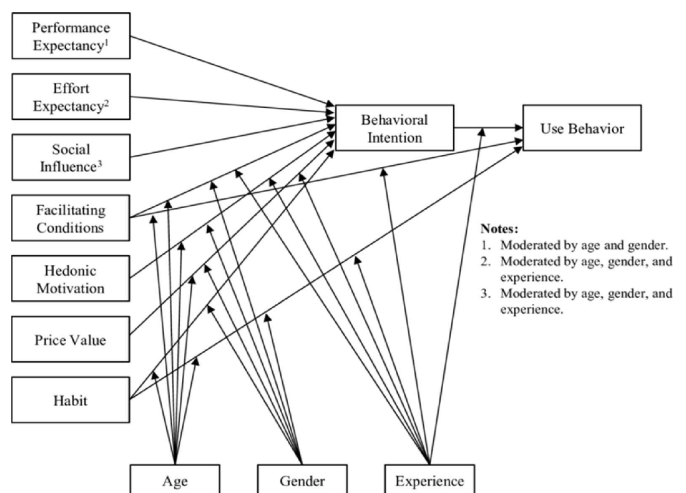 Performance
Expectancy¹
Effort
Expectancy²
Behavioral
Intention
Use Behavior
Social
Influence³
Facilitating
Conditions
Hedonic
Motivation
Price Value
Habit
Notes:
1. Moderated by age and gender.
2. Moderated by age, gender, and
experience.
3. Moderated by age, gender, and
experience.
Age
Gender
Experience